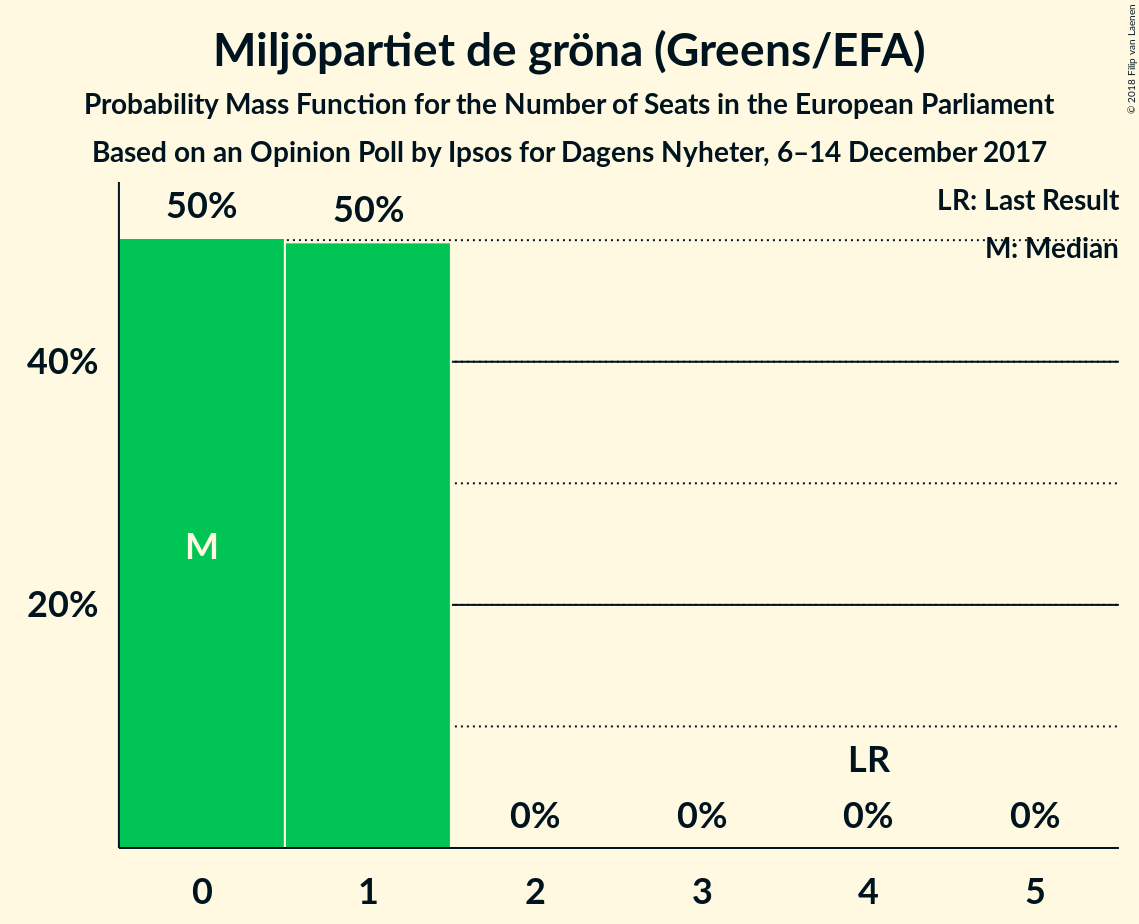 Miljöpartiet de gröna (Greens/EFA)
Probability Mass Function for the Number of Seats in the European Parliament
Based on an Opinion Poll by Ipsos for Dagens Nyheter, 6–14 December 2017
© 2018 Filip van Laenen
LR: Last Result
M: Median
50%
50%
40%
20%
M
LR
0%
0%
0%
0%
0
1
2
3
4
5